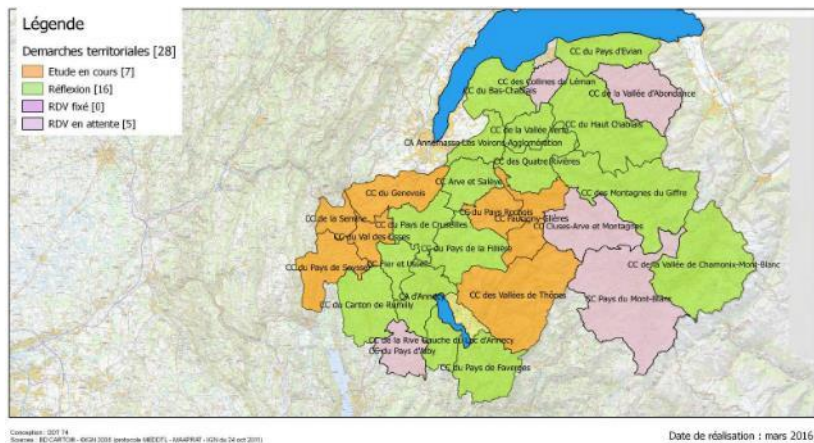 Légende
Demarches territoriales [28]
Etude en cours [7]
Réflexion [16]
RDV fixé [0]
RDV en attente [5]
CC du Pays d'Evian
CC des Collines du Léman
CC du Bas-Chablais
CC de la Vallée d'Abondance
CC de la Vallée Verte
CC du Haut Chablais
CA Annemasse-Les Voirons-Agglomération
CC des Quatre Rivières
CC Arve et Salève
CC du Genevois
CC des Montagnes du Giffre
CC du Pays Rochois
CC Faucigny-Glières
CC de la Semine
CC du Pays de Cruseilles
CC Cluses-Arve et Montagnes
CC du Val des Usses
CC du Pays de la Fillière
CC du Pays de Seyssel
CC Fier et Usses
CC de la Vallée de Chamonix-Mont-Blanc
CA d'Annecy
CC des Vallées de Thônes
CC Pays du Mont-Blanc
CC du Canton de Rumilly
CC de la Rive Gauche du Lac d'Annecy
CC du Pays d'Alby
CC du Pays de Faverges
Conception : DDT 74
Date de réalisation : mars 2016